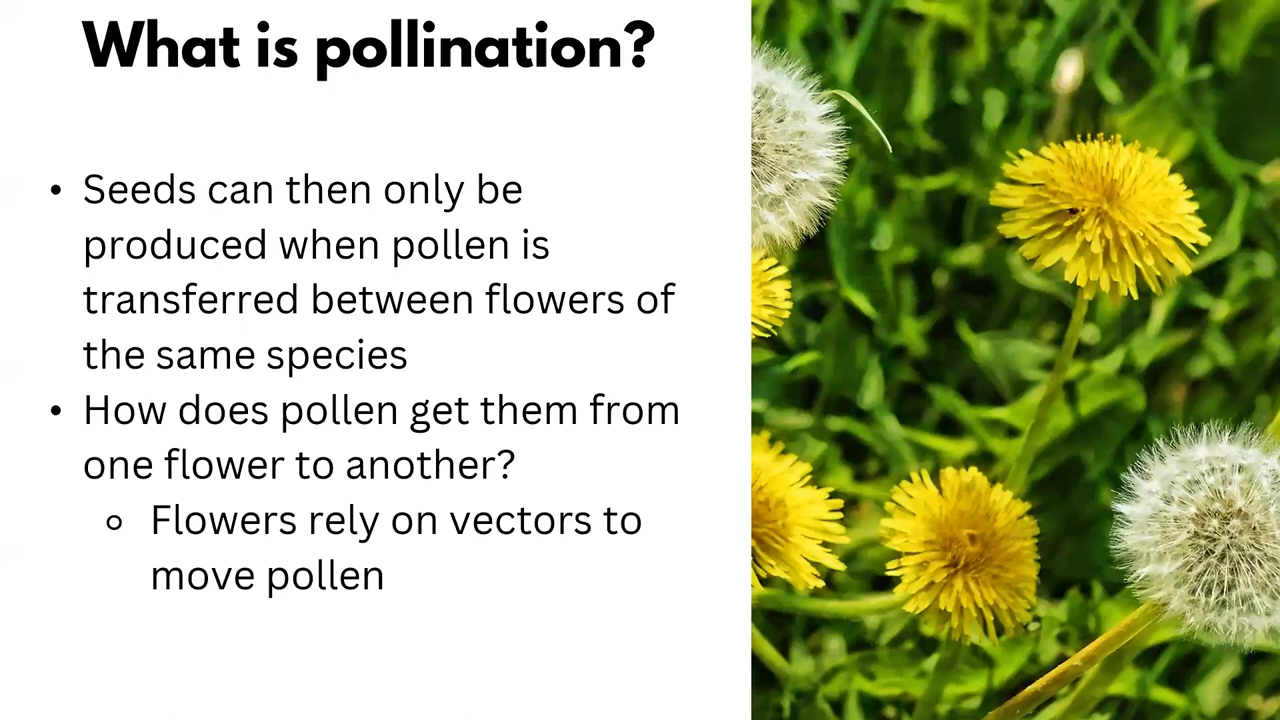 What is pollination?
• Seeds can then only be
produced when pollen is
transferred between flowers of
the same species
• How does pollen get them from
one flower to another?
◦ Flowers rely on vectors to
move pollen